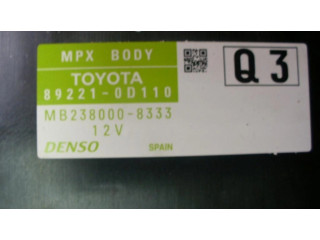 MPX BODY
TOYOTA
89221-0D110
MB238000-8333
12V
DENSO
SPAIN
Q3